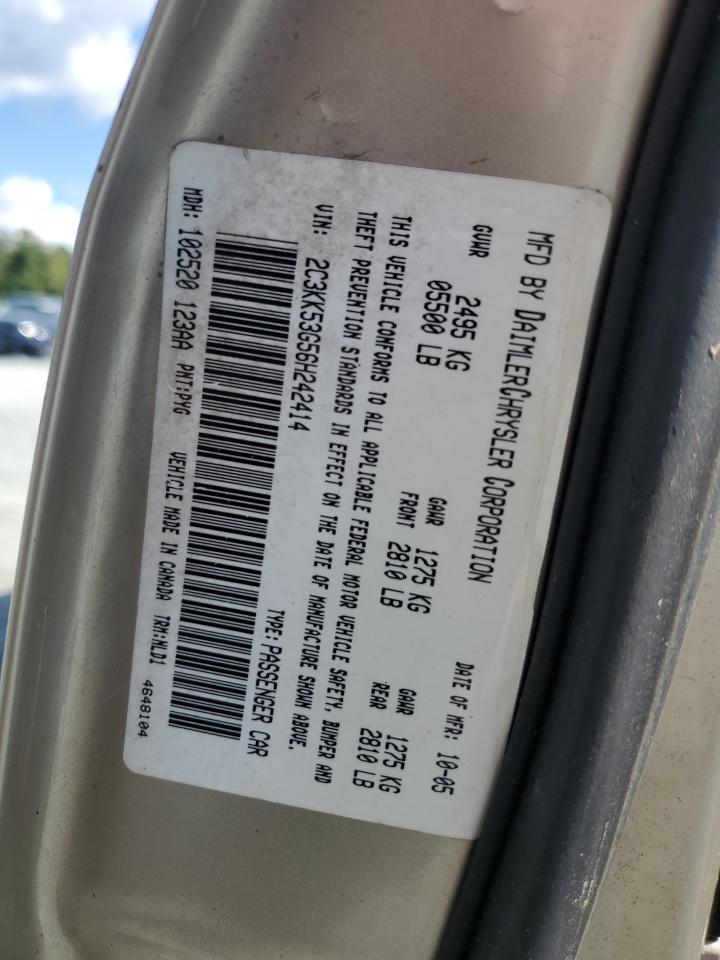 MFD BY DAIMLERCHRYSLER CORPORATION
DATE OF MFR: 10-05
GVWR 2495 KG
05500 LB
GAWR FRONT 1275 KG
2810 LB
GAWR REAR 1275 KG
2810 LB
THIS VEHICLE CONFORMS TO ALL APPLICABLE FEDERAL MOTOR VEHICLE SAFETY, BUMPER AND
THEFT PREVENTION STANDARDS IN EFFECT ON THE DATE OF MANUFACTURE SHOWN ABOVE.
VIN: 2C3KK53G56H242414
TYPE: PASSENGER CAR
MDH: 102520 123AA PNT:PYG VEHICLE MADE IN CANADA TRM:MLD1
4648104